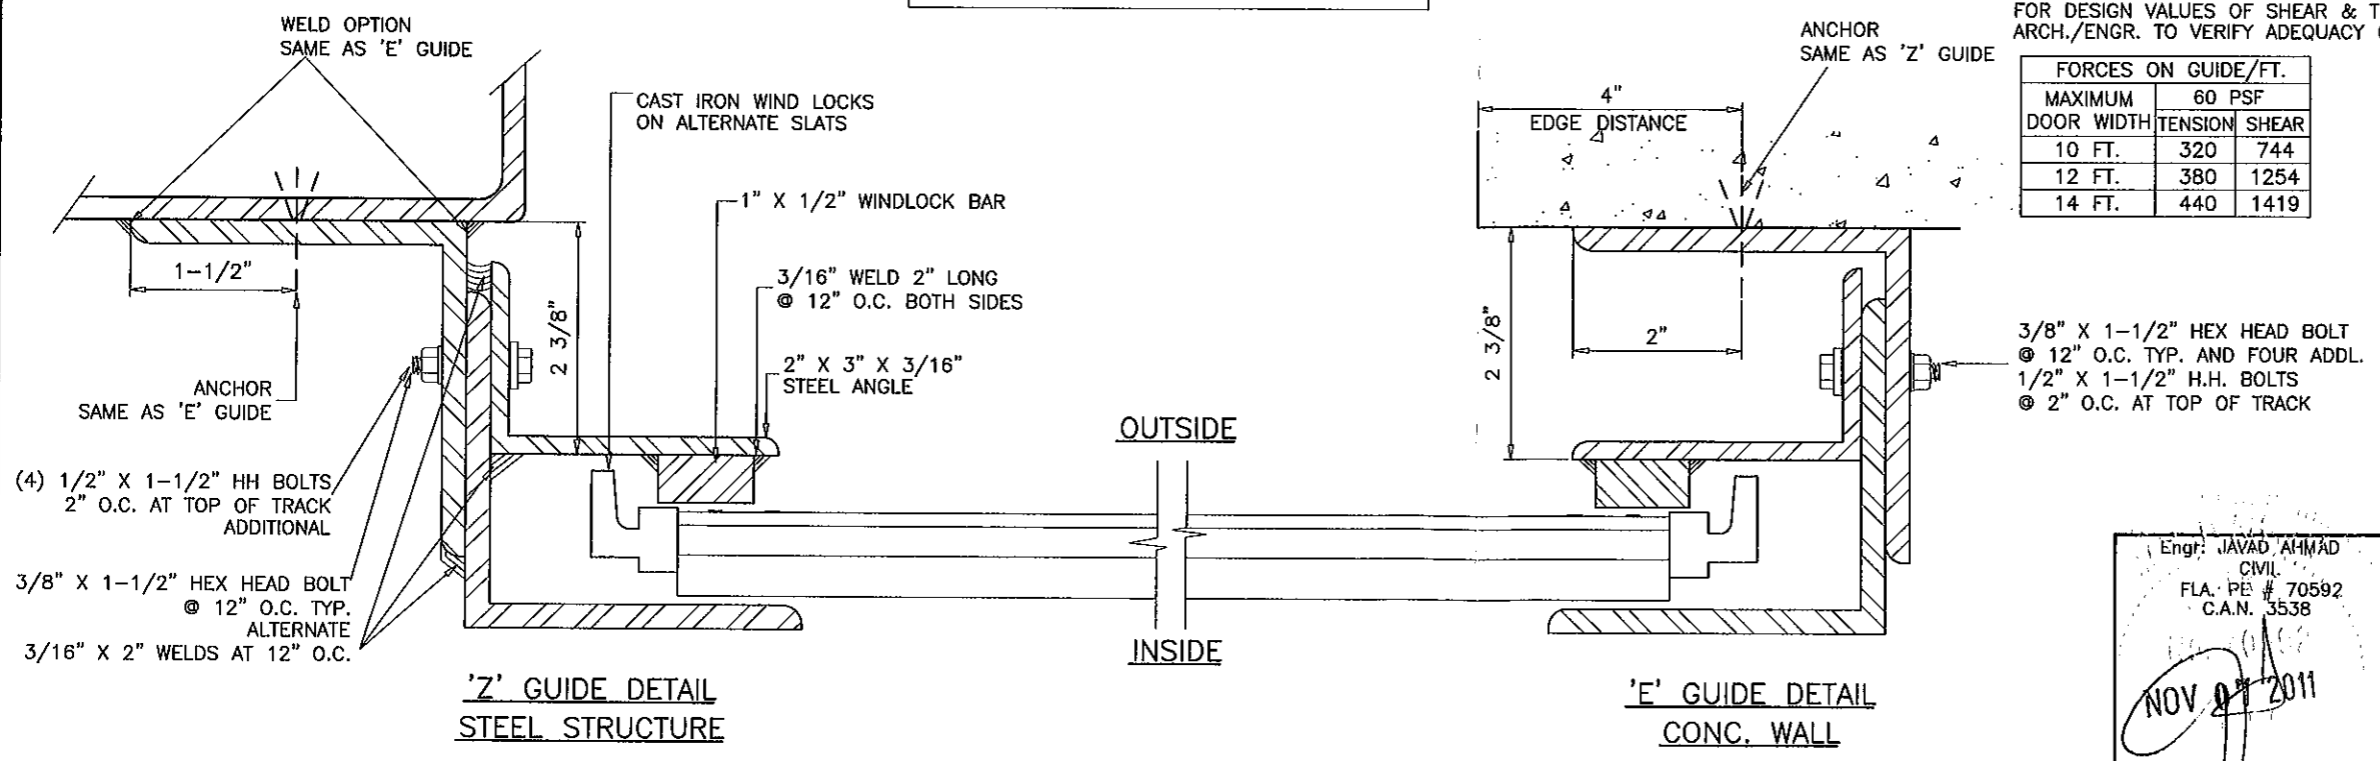 WELD OPTION
SAME AS 'E' GUIDE
CAST IRON WIND LOCKS
ON ALTERNATE SLATS
1" X 1/2" WINDLOCK BAR
3/16" WELD 2" LONG
@ 12" O.C. BOTH SIDES
2" X 3" X 3/16"
STEEL ANGLE
1-1/2"
2 3/8"
ANCHOR
SAME AS 'E' GUIDE
(4) 1/2" X 1-1/2" HH BOLTS
2" O.C. AT TOP OF TRACK
ADDITIONAL
3/8" X 1-1/2" HEX HEAD BOLT
@ 12" O.C. TYP.
ALTERNATE
3/16" X 2" WELDS AT 12" O.C.
'Z' GUIDE DETAIL
STEEL STRUCTURE
OUTSIDE
INSIDE
ANCHOR
SAME AS 'Z' GUIDE
4"
EDGE DISTANCE
2 3/8"
2"
3/8" X 1-1/2" HEX HEAD BOLT
@ 12" O.C. TYP. AND FOUR ADDL.
1/2" X 1-1/2" H.H. BOLTS
@ 2" O.C. AT TOP OF TRACK
'E' GUIDE DETAIL
CONC. WALL
FOR DESIGN VALUES OF SHEAR & T
ARCH./ENGR. TO VERIFY ADEQUACY
FORCES ON GUIDE/FT.
MAXIMUM 60 PSF
DOOR WIDTH TENSION SHEAR
10 FT. 320 744
12 FT. 380 1254
14 FT. 440 1419
Engr: JAVAD AHMAD
CIVIL
FLA. PE # 70592
C.A.N. 3538
NOV 2011